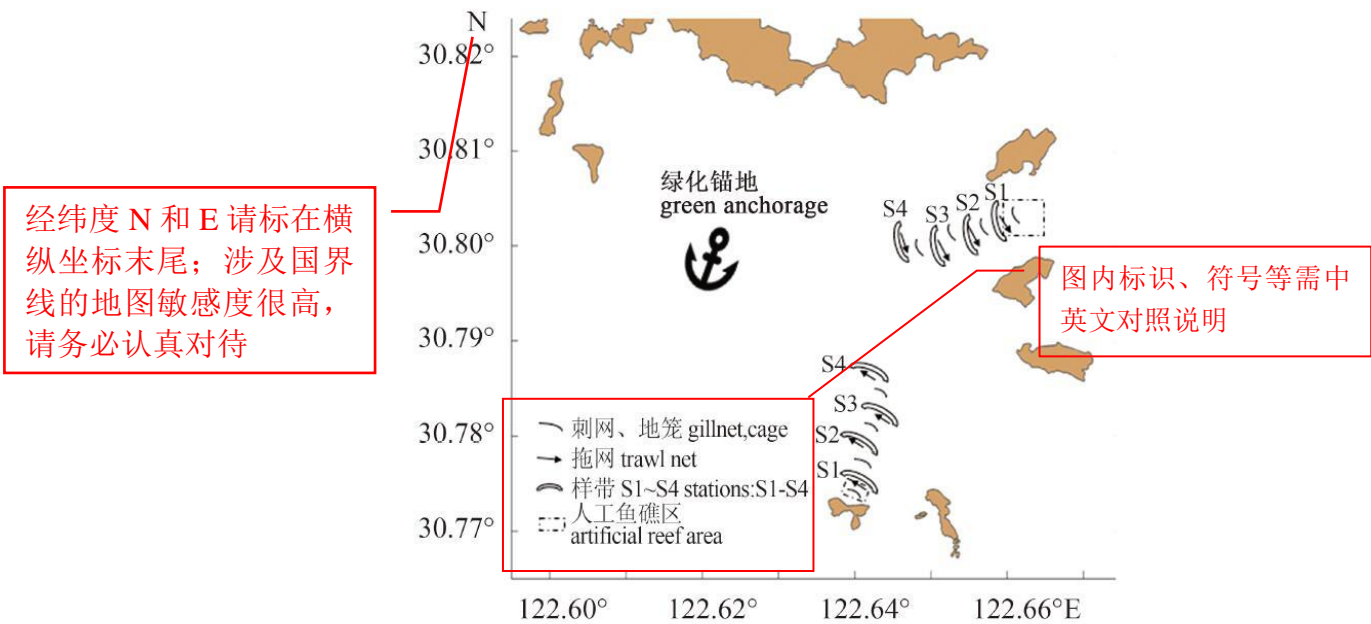 N
30.82°
30.81°
30.80°
30.79°
30.78°
30.77°
122.60°
122.62°
122.64°
122.66°E
经纬度 N 和 E 请标在横
纵坐标末尾；涉及国界
线的地图敏感度很高，
请务必认真对待
绿化锚地
green anchorage
S4
S3
S2
S1
图内标识、符号等需中
英文对照说明
S4
S3
S2
S1
刺网、地笼 gillnet,cage
拖网 trawl net
样带 S1~S4 stations:S1-S4
人工鱼礁区
artificial reef area